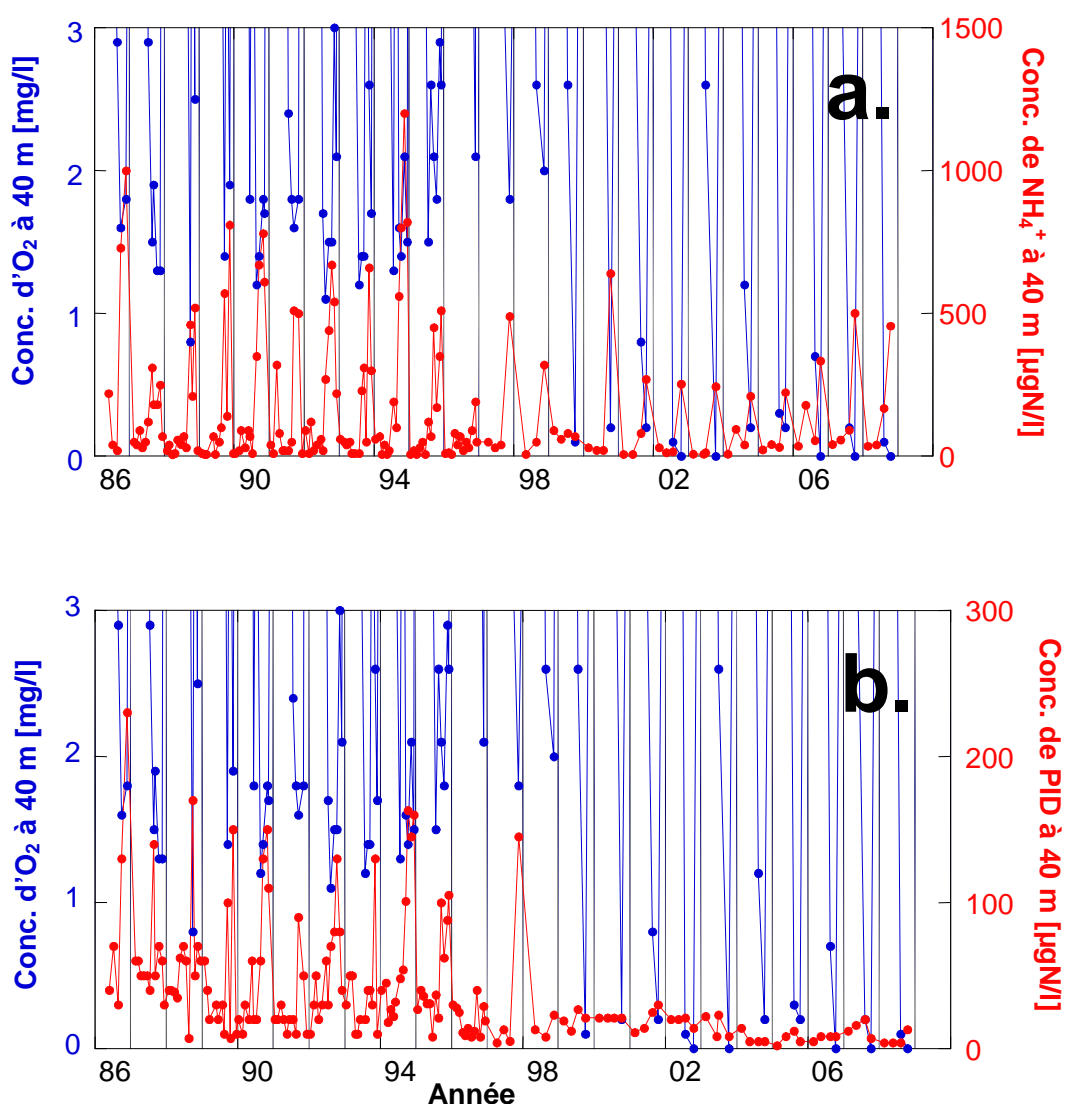 a.
Conc. d'O₂ à 40 m [mg/l]
3
2
1
0
Conc. de NH₄⁺ à 40 m [µgN/l]
1500
1000
500
0
86 90 94 98 02 06
b.
Conc. d'O₂ à 40 m [mg/l]
3
2
1
0
Conc. de PID à 40 m [µgN/l]
300
200
100
0
86 90 94 98 02 06
Année